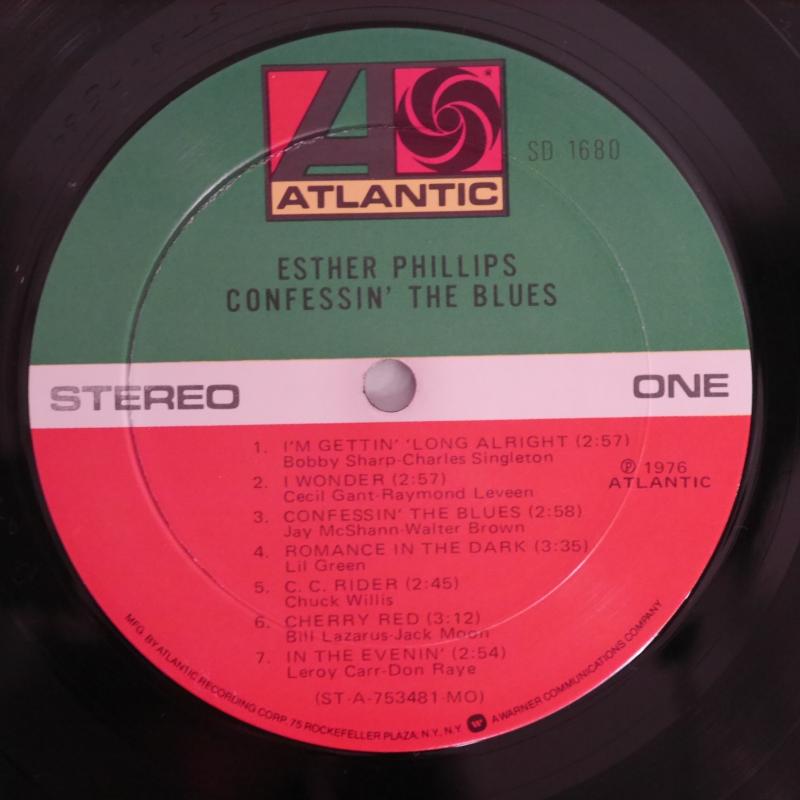 ATLANTIC
SD 1680
ESTHER PHILLIPS
CONFESSIN' THE BLUES
STEREO
ONE
1. I'M GETTIN' 'LONG ALRIGHT (2:57)
Bobby Sharp-Charles Singleton
2. I WONDER (2:57)
Cecil Gant-Raymond Leveen
3. CONFESSIN' THE BLUES (2:58)
Jay McShann-Walter Brown
4. ROMANCE IN THE DARK (3:35)
Lil Green
5. C. C. RIDER (2:45)
Chuck Willis
6. CHERRY RED (3:12)
Bill Lazarus-Jack Moon
7. IN THE EVENIN' (2:54)
Leroy Carr-Don Raye
(ST-A-753481-MO)
℗ 1976
ATLANTIC
MFG. BY ATLANTIC RECORDING CORP. 75 ROCKEFELLER PLAZA, N.Y., N.Y. A WARNER COMMUNICATIONS COMPANY